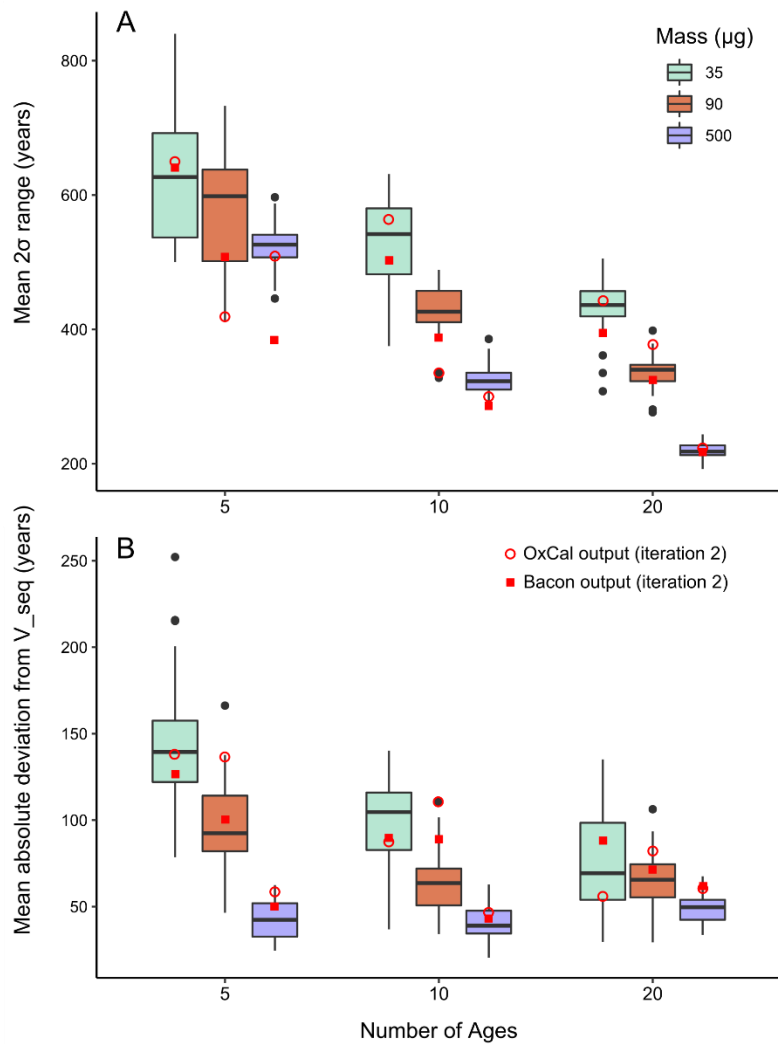 A
Mass (µg)
35
90
500
Mean 2σ range (years)
800
600
400
200
5
10
20
B
OxCal output (iteration 2)
Bacon output (iteration 2)
Mean absolute deviation from V_seq (years)
250
200
150
100
50
5
10
20
Number of Ages